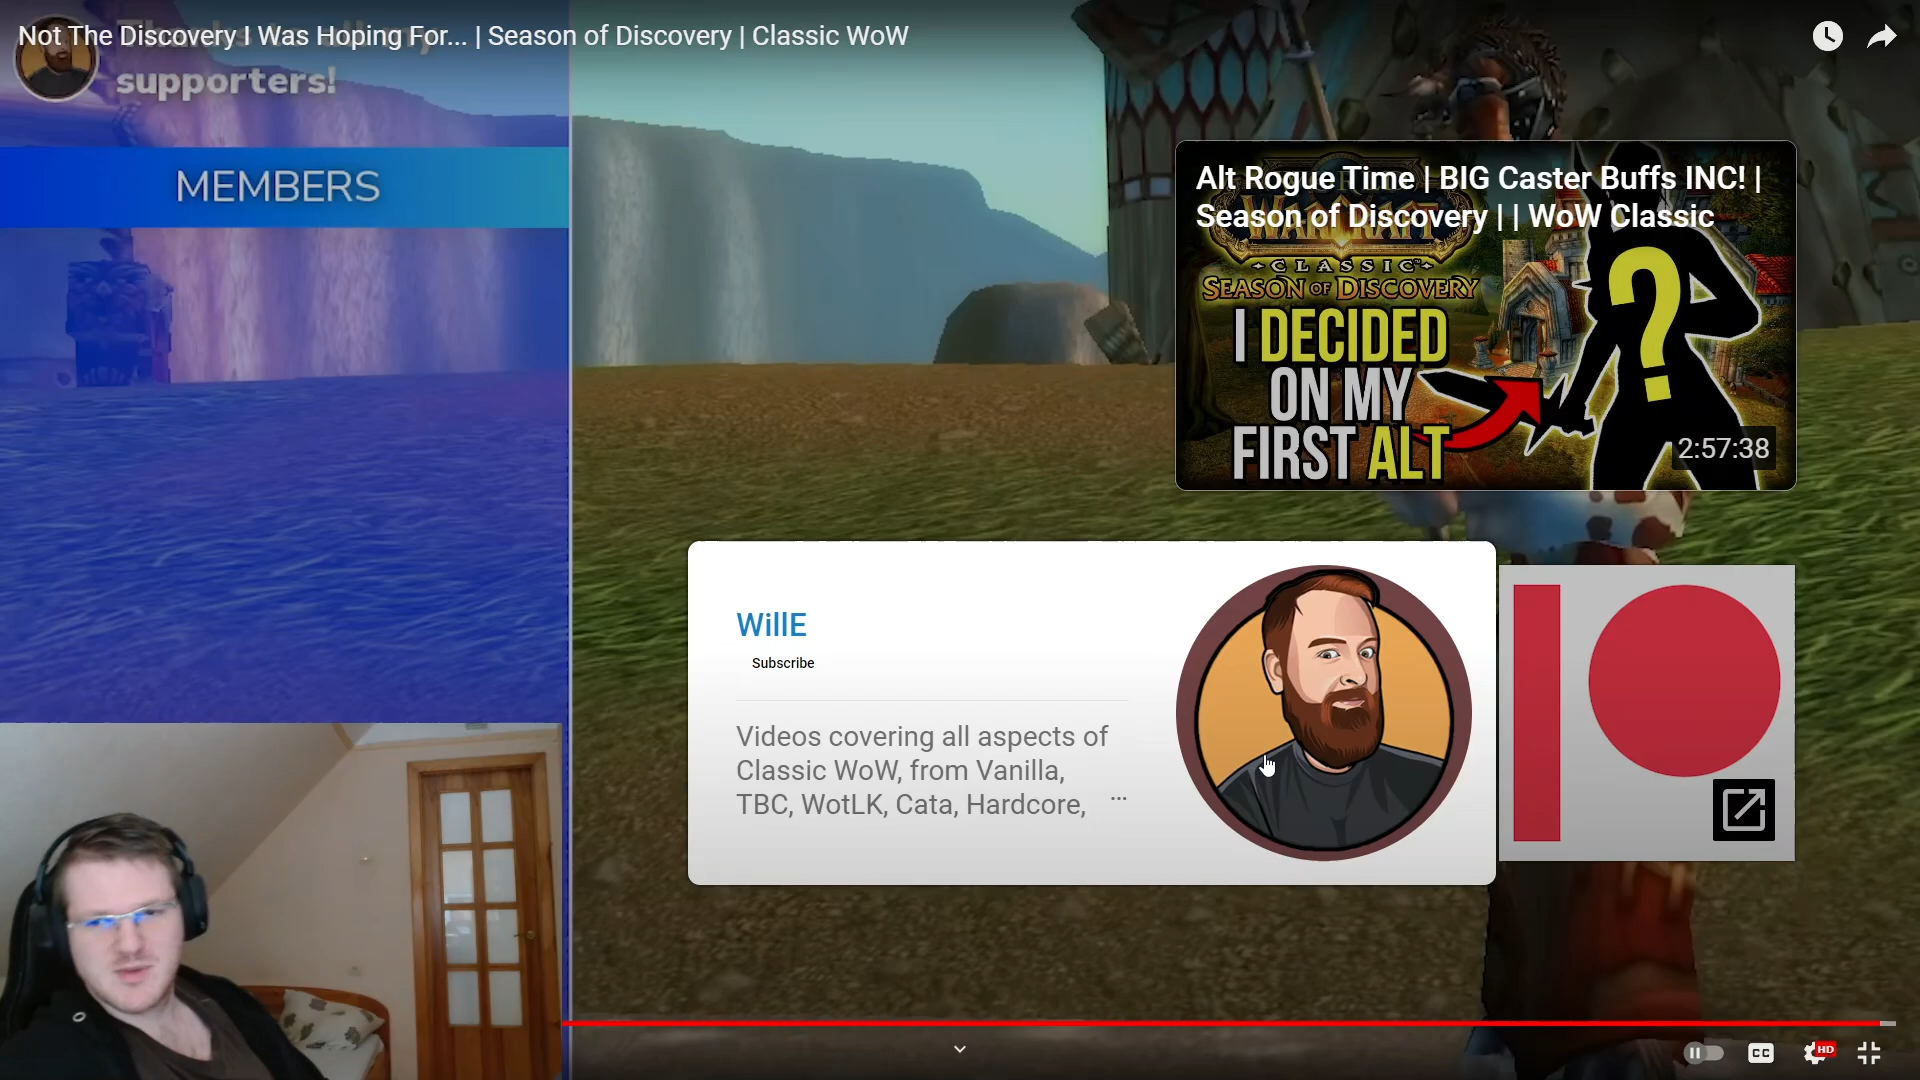 Not The Discovery I Was Hoping For... | Season of Discovery | Classic WoW
supporters!
MEMBERS
Alt Rogue Time | BIG Caster Buffs INC! |
Season of Discovery | | WoW Classic
WARCRAFT
CLASSIC
SEASON OF DISCOVERY
I DECIDED
ON MY
FIRST ALT
?
2:57:38
WillE
Subscribe
Videos covering all aspects of
Classic WoW, from Vanilla,
TBC, WotLK, Cata, Hardcore, ...
CC
HD